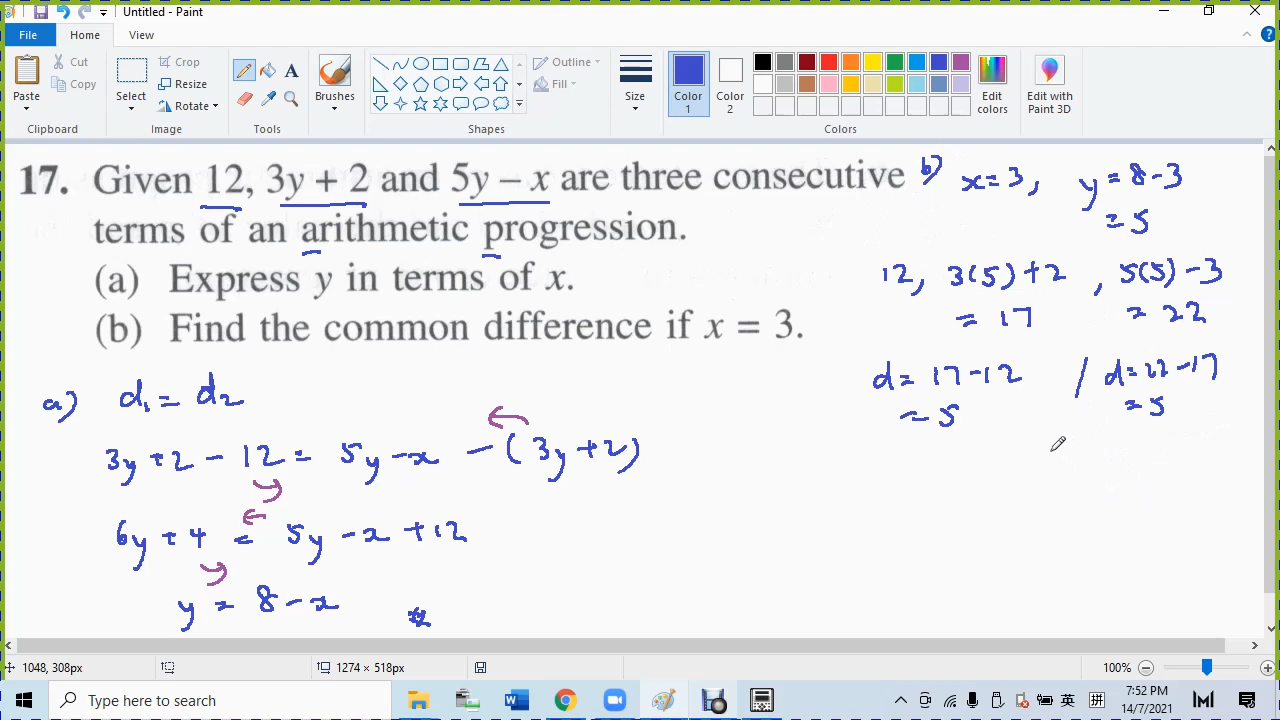 Untitled - Paint
File Home View
Paste
Cut
Copy
Clipboard
Select
Crop
Resize
Rotate
Image
Tools
Brushes
Outline
Fill
Shapes
Size
Color 1
Color 2
Edit colors
Colors
Edit with Paint 3D
17. Given 12, 3y + 2 and 5y – x are three consecutive
terms of an arithmetic progression.
(a) Express y in terms of x.
(b) Find the common difference if x = 3.
a) d₁ = d₂
3y + 2 - 12 = 5y - x - (3y + 2)
6y + 4 = 5y - x + 12
y = 8 - x
b) x = 3, y = 8 - 3
= 5
12, 3(5) + 2, 5(5) - 3
= 17 = 22
d = 17 - 12 / d = 22 - 17
= 5 = 5
1048, 308px 1274 × 518px 100%
Type here to search
英 拼 7:52 PM
14/7/2021